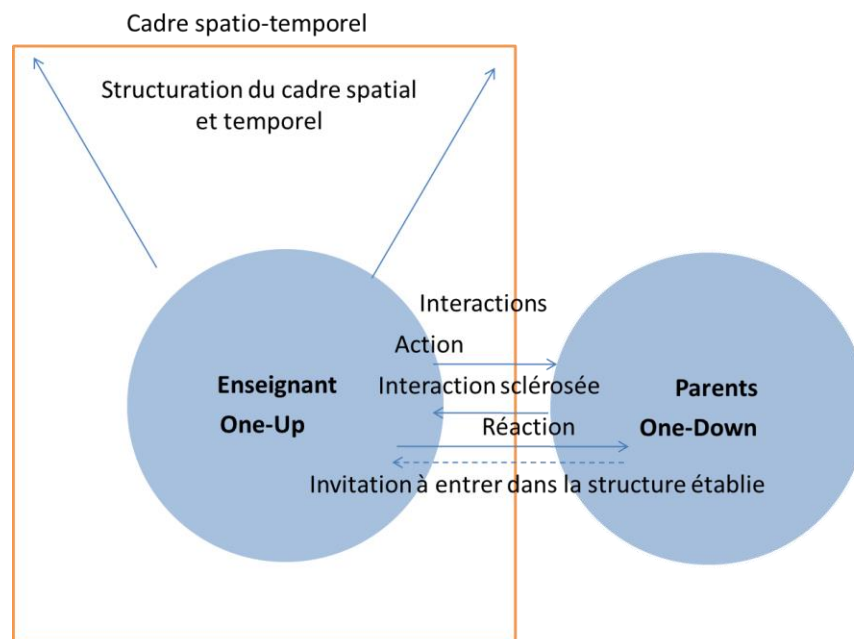 Cadre spatio-temporel
Structuration du cadre spatial
et temporel
Interactions
Action
Enseignant
One-Up
Interaction sclérosée
Parents
One-Down
Réaction
Invitation à entrer dans la structure établie